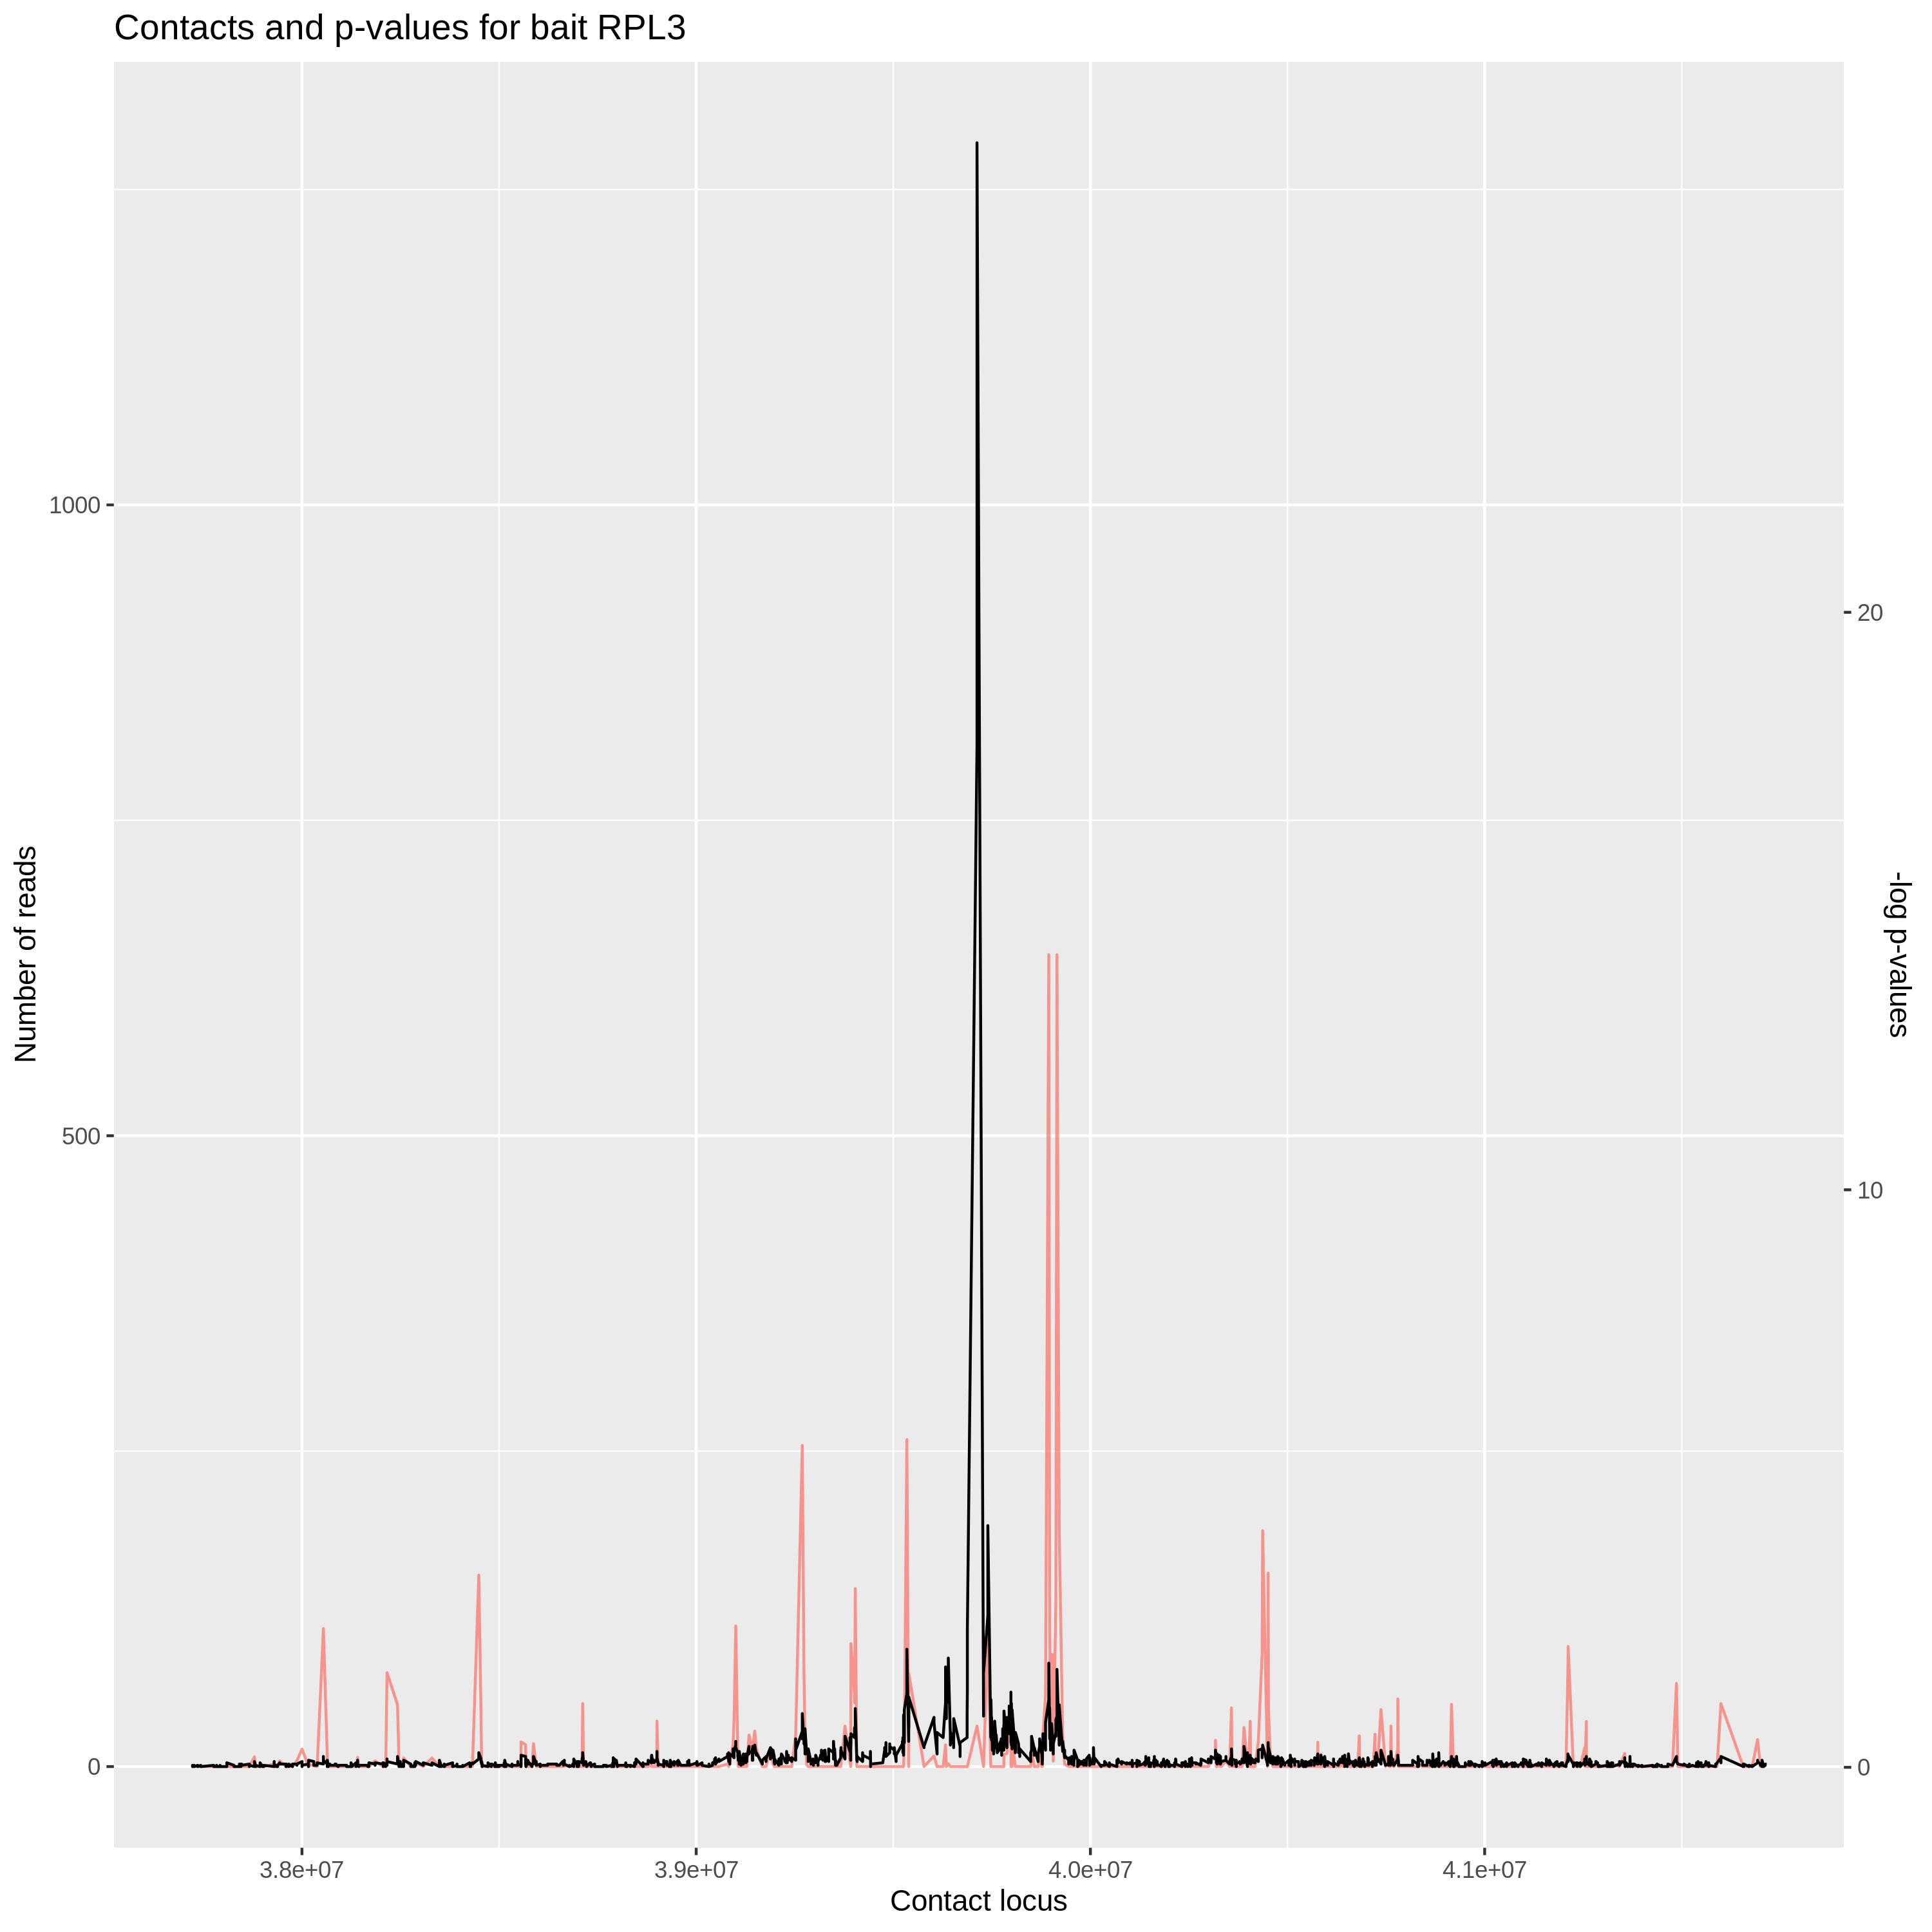 Contacts and p-values for bait RPL3
Number of reads
1000
500
0
20
10
0
-log p-values
3.8e+07
3.9e+07
4.0e+07
4.1e+07
Contact locus